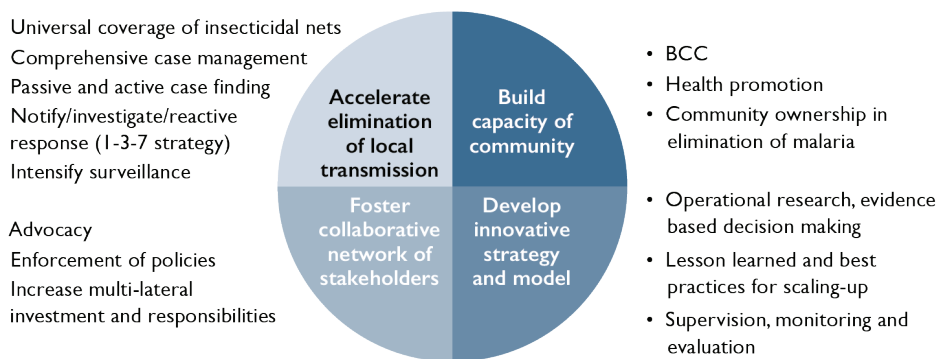 Universal coverage of insecticidal nets
Comprehensive case management
Passive and active case finding
Notify/investigate/reactive
response (1-3-7 strategy)
Intensify surveillance
Accelerate
elimination
of local
transmission
Build
capacity of
community
• BCC
• Health promotion
• Community ownership in
elimination of malaria
Advocacy
Enforcement of policies
Increase multi-lateral
investment and responsibilities
Foster
collaborative
network of
stakeholders
Develop
innovative
strategy
and model
• Operational research, evidence
based decision making
• Lesson learned and best
practices for scaling-up
• Supervision, monitoring and
evaluation